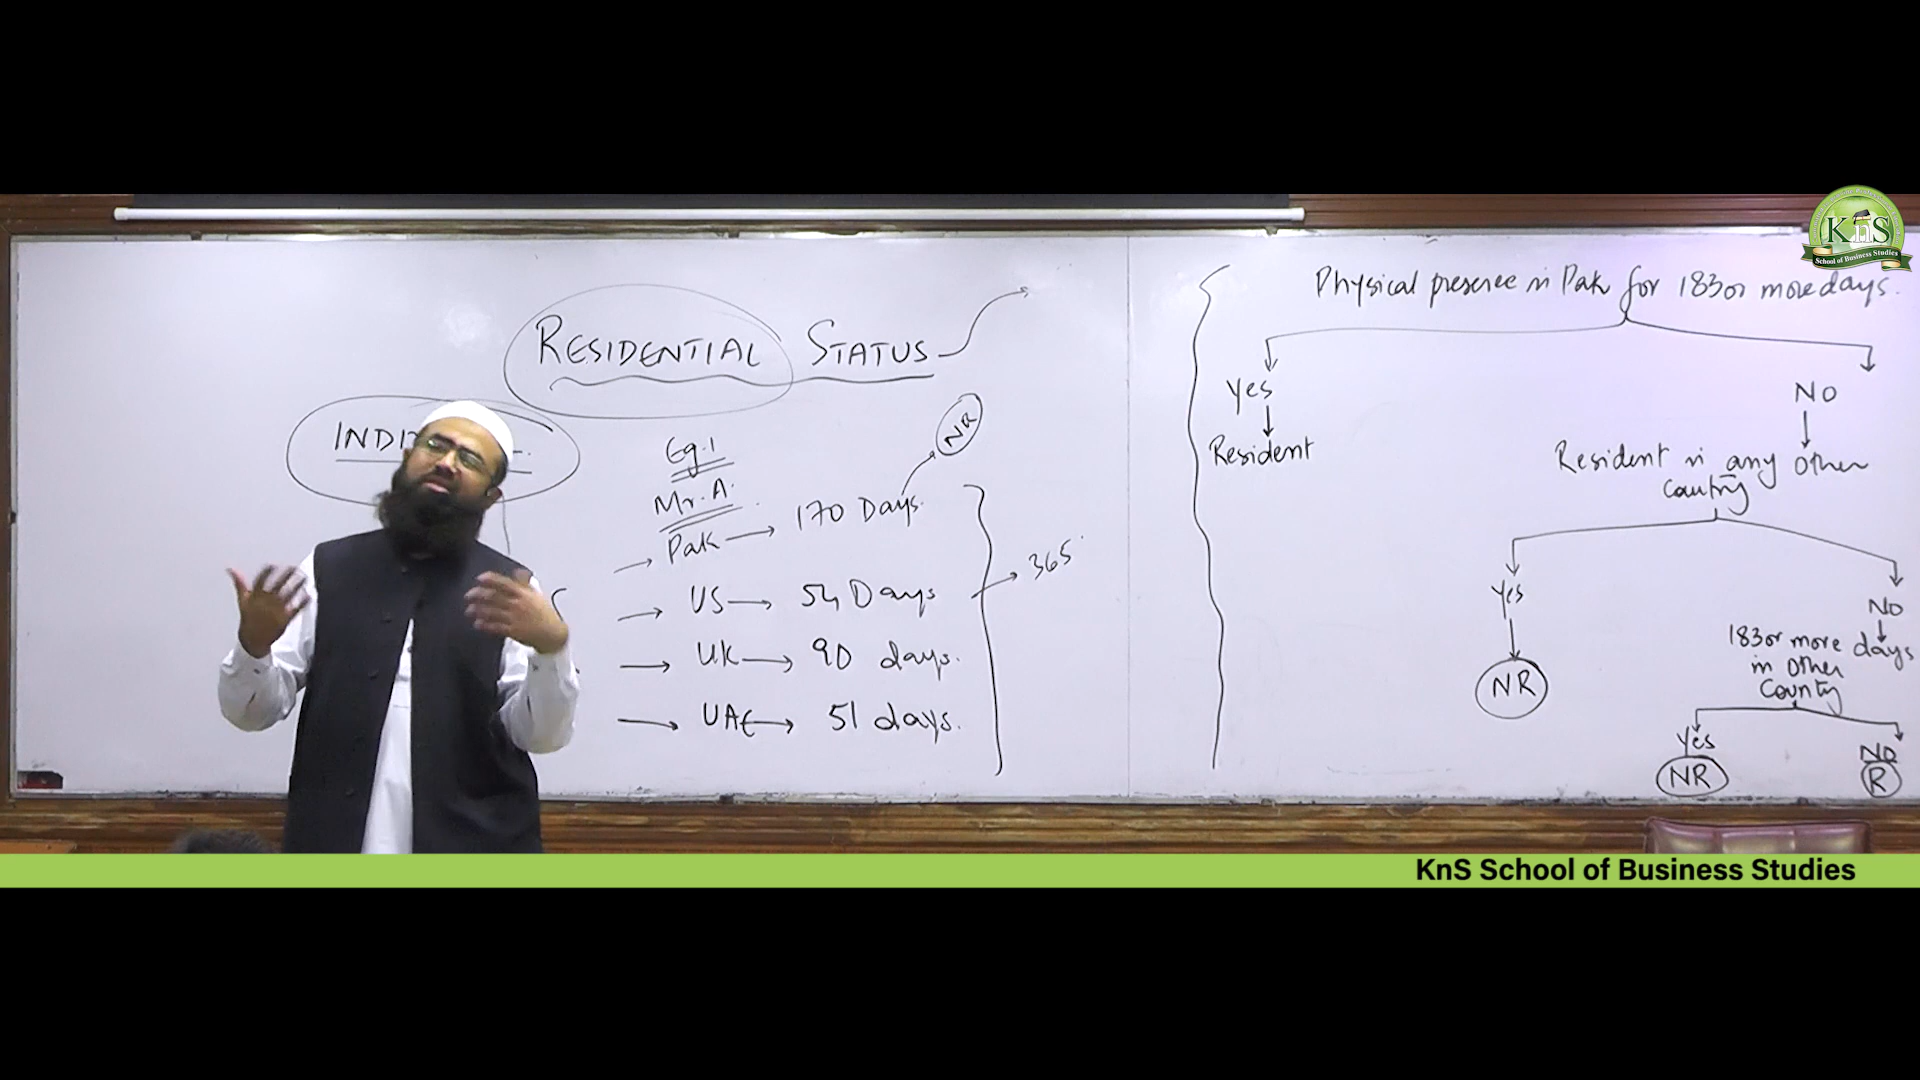 RESIDENTIAL STATUS
Eg.1
Mr. A.
Pak → 170 Days.
NR
US → 54 Days
UK → 90 days.
UAE → 51 days.
365
Physical presence in Pak for 183 or more days.
Yes
Resident
No
Resident in any other
Country
Yes
NR
No
183 or more days
in other
County
Yes
NR
No
R
KnS
School of Business Studies
KnS School of Business Studies